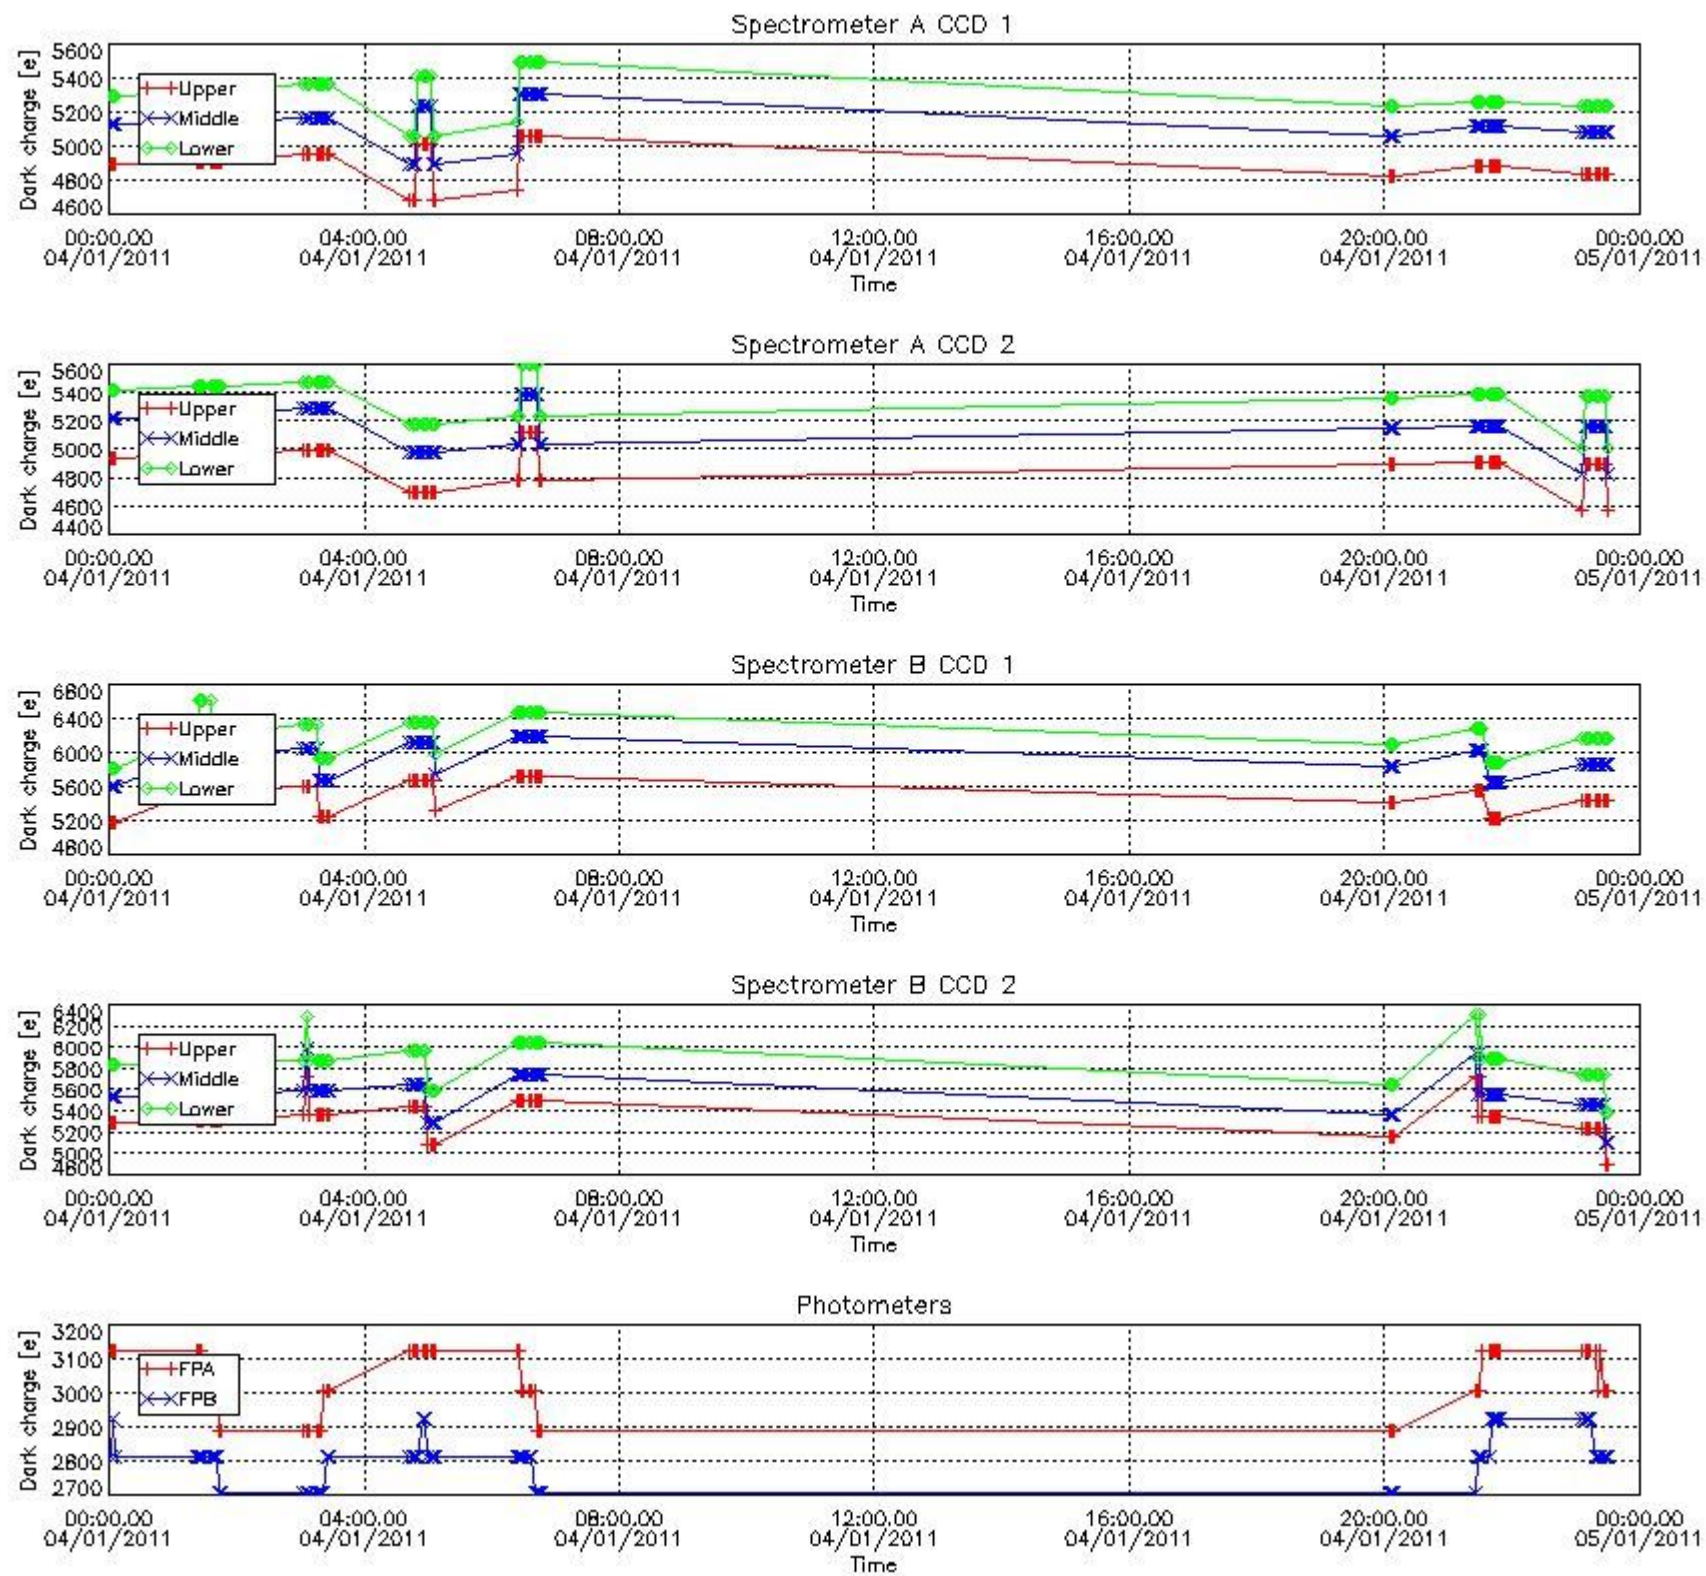 Spectrometer A CCD 1
Dark charge [e]
5600
5400
5200
5000
4800
4600
Upper
Middle
Lower
00:00.00 04:00.00 08:00.00 12:00.00 16:00.00 20:00.00 00:00.00
04/01/2011 04/01/2011 04/01/2011 04/01/2011 04/01/2011 04/01/2011 05/01/2011
Time
Spectrometer A CCD 2
Dark charge [e]
5600
5400
5200
5000
4800
4600
4400
Upper
Middle
Lower
00:00.00 04:00.00 08:00.00 12:00.00 16:00.00 20:00.00 00:00.00
04/01/2011 04/01/2011 04/01/2011 04/01/2011 04/01/2011 04/01/2011 05/01/2011
Time
Spectrometer B CCD 1
Dark charge [e]
6800
6400
6000
5600
5200
4800
Upper
Middle
Lower
00:00.00 04:00.00 08:00.00 12:00.00 16:00.00 20:00.00 00:00.00
04/01/2011 04/01/2011 04/01/2011 04/01/2011 04/01/2011 04/01/2011 05/01/2011
Time
Spectrometer B CCD 2
Dark charge [e]
6400
6200
6000
5800
5600
5400
5200
5000
4800
Upper
Middle
Lower
00:00.00 04:00.00 08:00.00 12:00.00 16:00.00 20:00.00 00:00.00
04/01/2011 04/01/2011 04/01/2011 04/01/2011 04/01/2011 04/01/2011 05/01/2011
Time
Photometers
Dark charge [e]
3200
3100
3000
2900
2800
2700
FPA
FPB
00:00.00 04:00.00 08:00.00 12:00.00 16:00.00 20:00.00 00:00.00
04/01/2011 04/01/2011 04/01/2011 04/01/2011 04/01/2011 04/01/2011 05/01/2011
Time